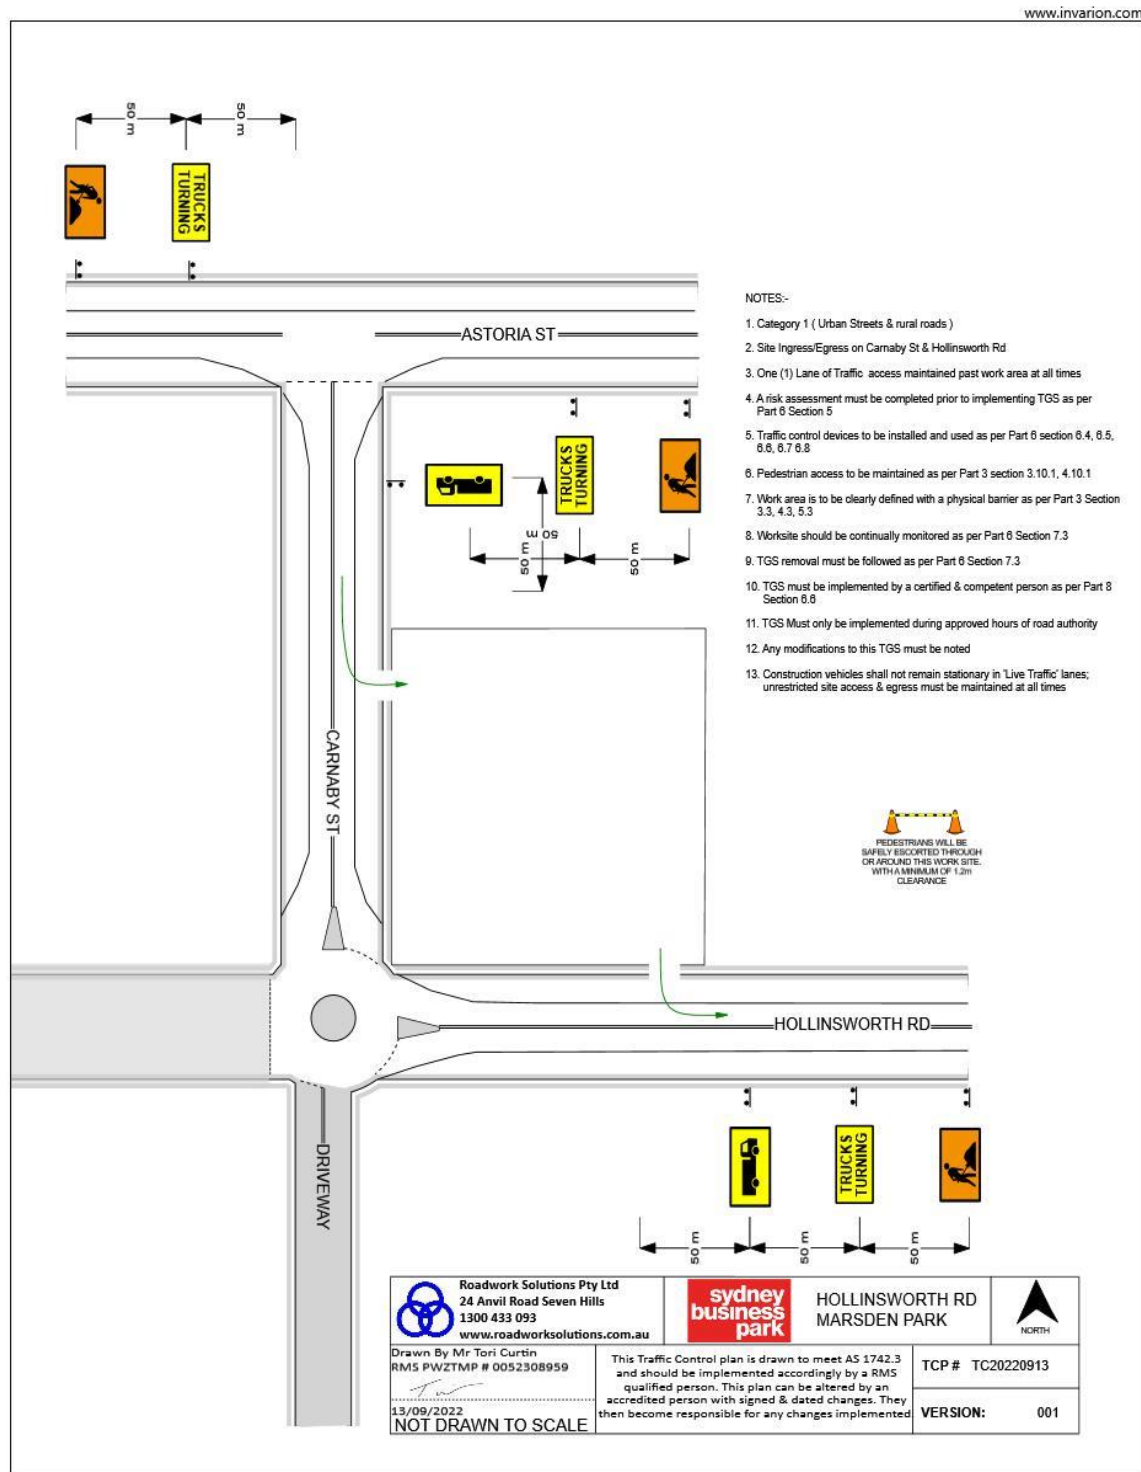 www.invarion.com
50 m
50 m
TRUCKS
TURNING
ASTORIA ST
NOTES:-
1. Category 1 ( Urban Streets & rural roads )
2. Site Ingress/Egress on Carnaby St & Hollinsworth Rd
3. One (1) Lane of Traffic access maintained past work area at all times
4. A risk assessment must be completed prior to implementing TGS as per
Part 6 Section 5
5. Traffic control devices to be installed and used as per Part 6 section 6.4, 6.5,
6.6, 6.7 6.8
6. Pedestrian access to be maintained as per Part 3 section 3.10.1, 4.10.1
7. Work area is to be clearly defined with a physical barrier as per Part 3 Section
3.3, 4.3, 5.3
8. Worksite should be continually monitored as per Part 6 Section 7.3
9. TGS removal must be followed as per Part 6 Section 7.3
10. TGS must be implemented by a certified & competent person as per Part 8
Section 6.6
11. TGS Must only be implemented during approved hours of road authority
12. Any modifications to this TGS must be noted
13. Construction vehicles shall not remain stationary in 'Live Traffic' lanes;
unrestricted site access & egress must be maintained at all times
TRUCKS
TURNING
50 m
50 m
50 m
CARNABY ST
PEDESTRIANS WILL BE
SAFELY ESCORTED THROUGH
OR AROUND THIS WORK SITE.
WITH A MINIMUM OF 1.2m
CLEARANCE
HOLLINSWORTH RD
DRIVEWAY
TRUCKS
TURNING
50 m
50 m
50 m
Roadwork Solutions Pty Ltd
24 Anvil Road Seven Hills
1300 433 093
www.roadworksolutions.com.au
sydney
business
park
HOLLINSWORTH RD
MARSDEN PARK
NORTH
Drawn By Mr Tori Curtin
RMS PWZTMP # 0052308959
13/09/2022
NOT DRAWN TO SCALE
This Traffic Control plan is drawn to meet AS 1742.3
and should be implemented accordingly by a RMS
qualified person. This plan can be altered by an
accredited person with signed & dated changes. They
then become responsible for any changes implemented
TCP # TC20220913
VERSION: 001